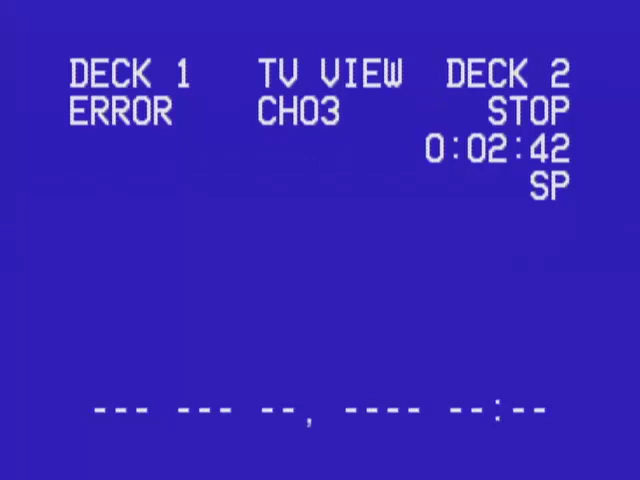 DECK 1 TV VIEW DECK 2
ERROR CH03 STOP
0:02:42
SP
--- --- --, ---- --:--